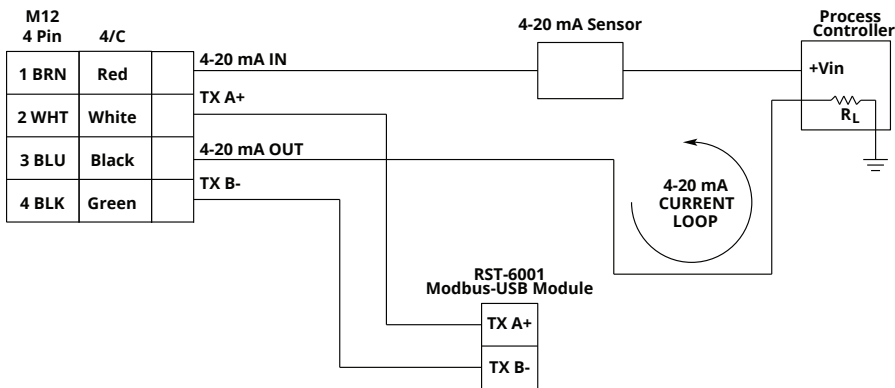 M12
4 Pin 4/C
1 BRN Red
2 WHT White
3 BLU Black
4 BLK Green
4-20 mA IN
TX A+
4-20 mA OUT
TX B-
4-20 mA Sensor
Process
Controller
+Vin
RL
4-20 mA
CURRENT
LOOP
RST-6001
Modbus-USB Module
TX A+
TX B-